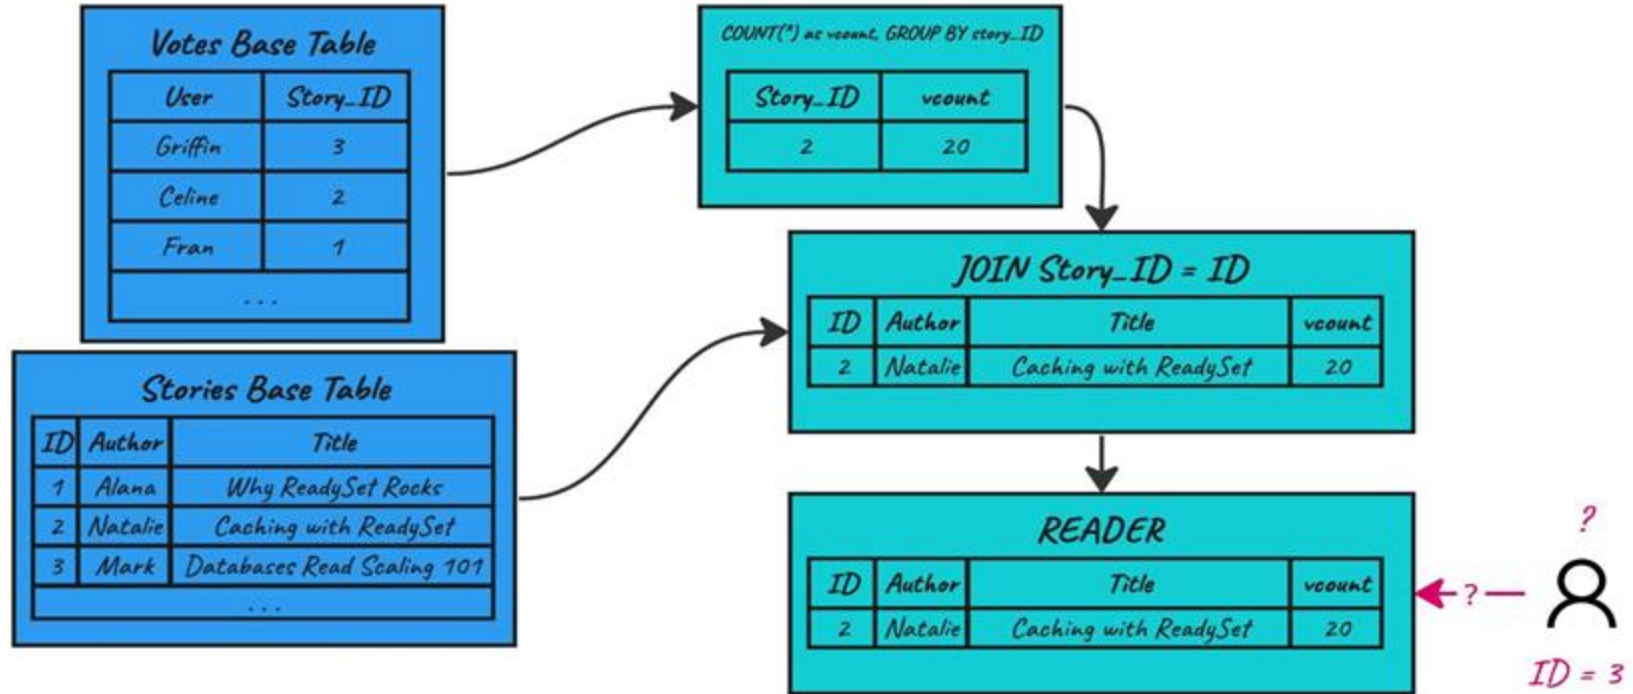 Votes Base Table
User Story_ID
Griffin 3
Celine 2
Fran 1
...
Stories Base Table
ID Author Title
1 Alana Why ReadySet Rocks
2 Natalie Caching with ReadySet
3 Mark Databases Read Scaling 101
...
COUNT(*) as vcount, GROUP BY story_ID
Story_ID vcount
2 20
JOIN Story_ID = ID
ID Author Title vcount
2 Natalie Caching with ReadySet 20
READER
ID Author Title vcount
2 Natalie Caching with ReadySet 20
?
?
ID = 3